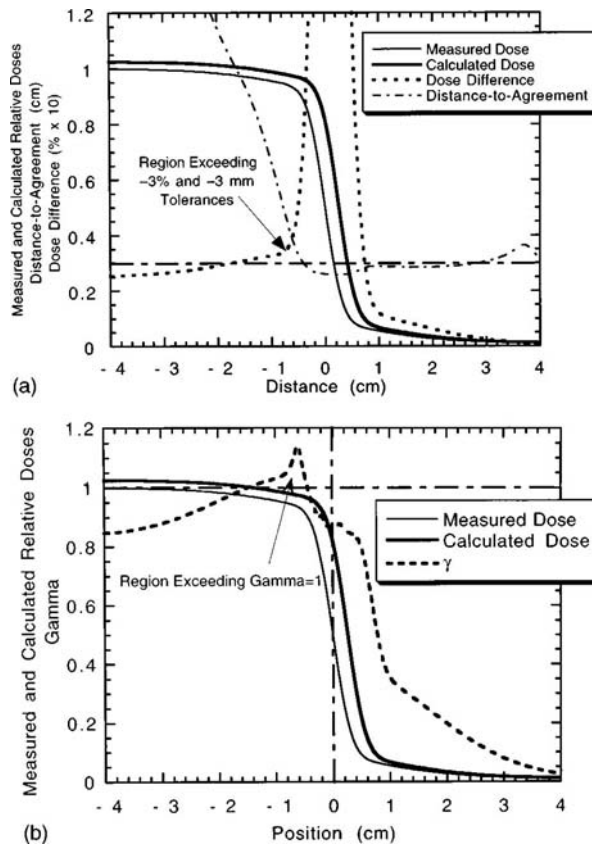 1.2
1
0.8
0.6
0.4
0.2
0
Measured and Calculated Relative Doses
Distance-to-Agreement (cm)
Dose Difference (% x 10)
Measured Dose
Calculated Dose
Dose Difference
Distance-to-Agreement
Region Exceeding
~3% and ~3 mm
Tolerances
- 4 - 3 - 2 - 1 0 1 2 3 4
Distance (cm)
(a)
1.2
1
0.8
0.6
0.4
0.2
0
Measured and Calculated Relative Doses
Gamma
Measured Dose
Calculated Dose
γ
Region Exceeding Gamma=1
- 4 - 3 - 2 - 1 0 1 2 3 4
Position (cm)
(b)